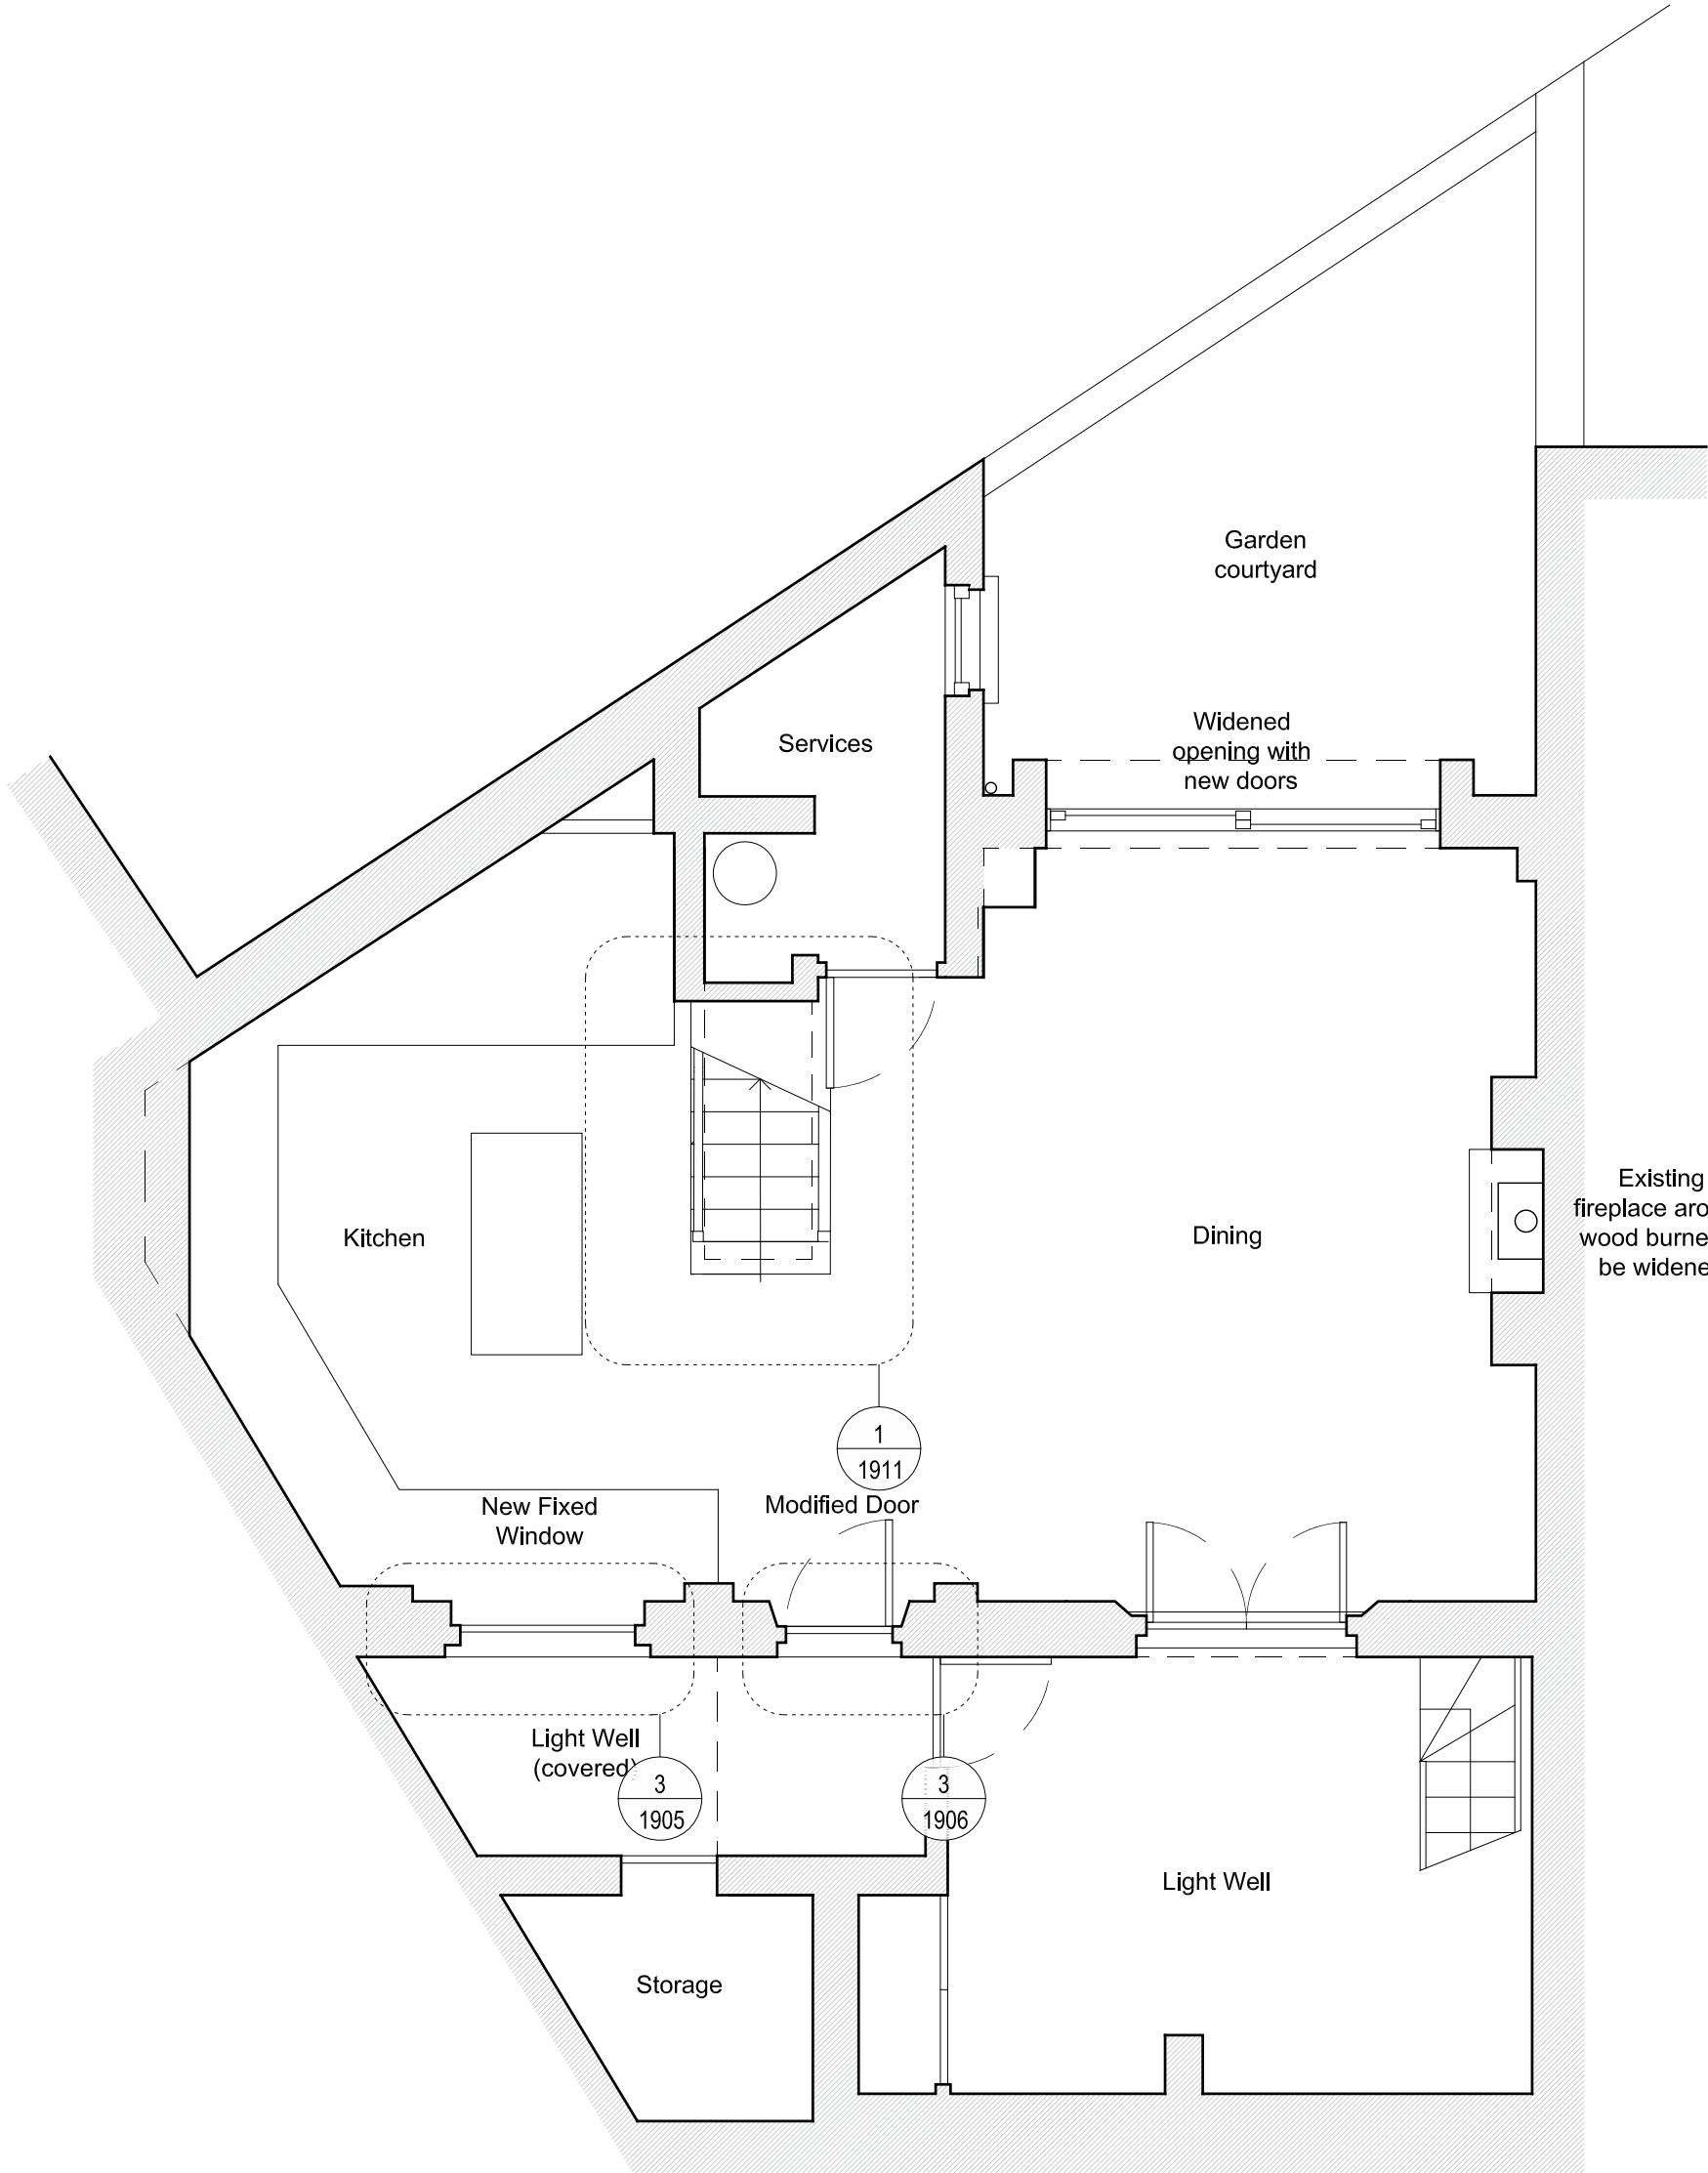 Garden
courtyard
Widened
opening with
new doors
Services
Existing
fireplace aro
wood burne
be widene
Kitchen
Dining
1
1911
New Fixed
Window
Modified Door
Light Well
(covered)
3
1905
3
1906
Light Well
Storage